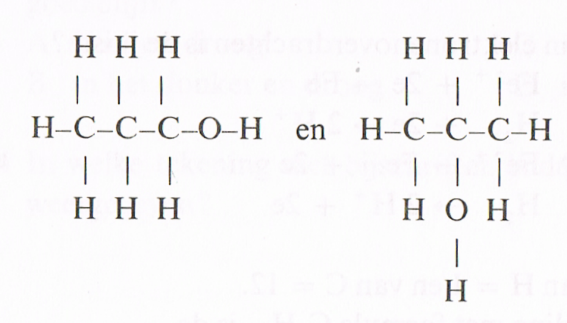 H H H H H H
| | | | | |
H–C–C–C–O–H en H–C–C–C–H
| | | | | |
H H H H O H
|
H